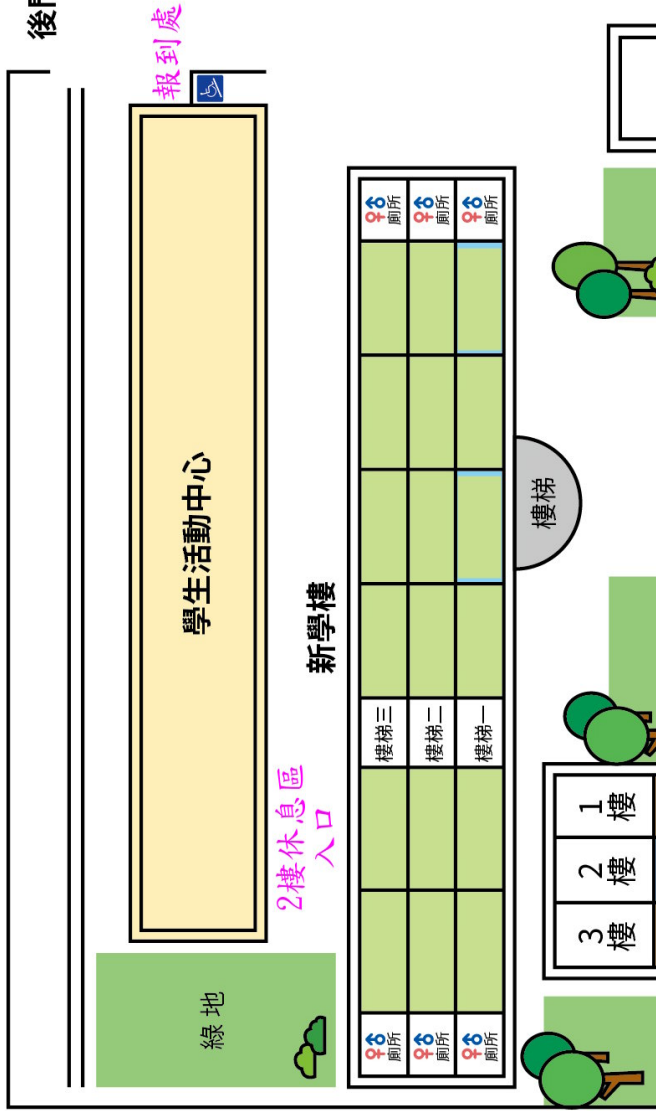 後門
報到處
學生活動中心
新學樓
2樓休息區
入口
綠地
廁所
廁所
廁所
樓梯三
樓梯二
樓梯一
樓梯
廁所
廁所
廁所
1樓
2樓
3樓